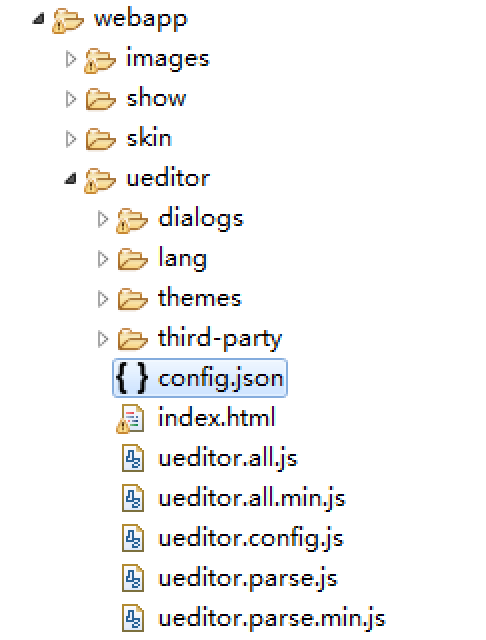 webapp
images
show
skin
ueditor
dialogs
lang
themes
third-party
{ } config.json
index.html
ueditor.all.js
ueditor.all.min.js
ueditor.config.js
ueditor.parse.js
ueditor.parse.min.js